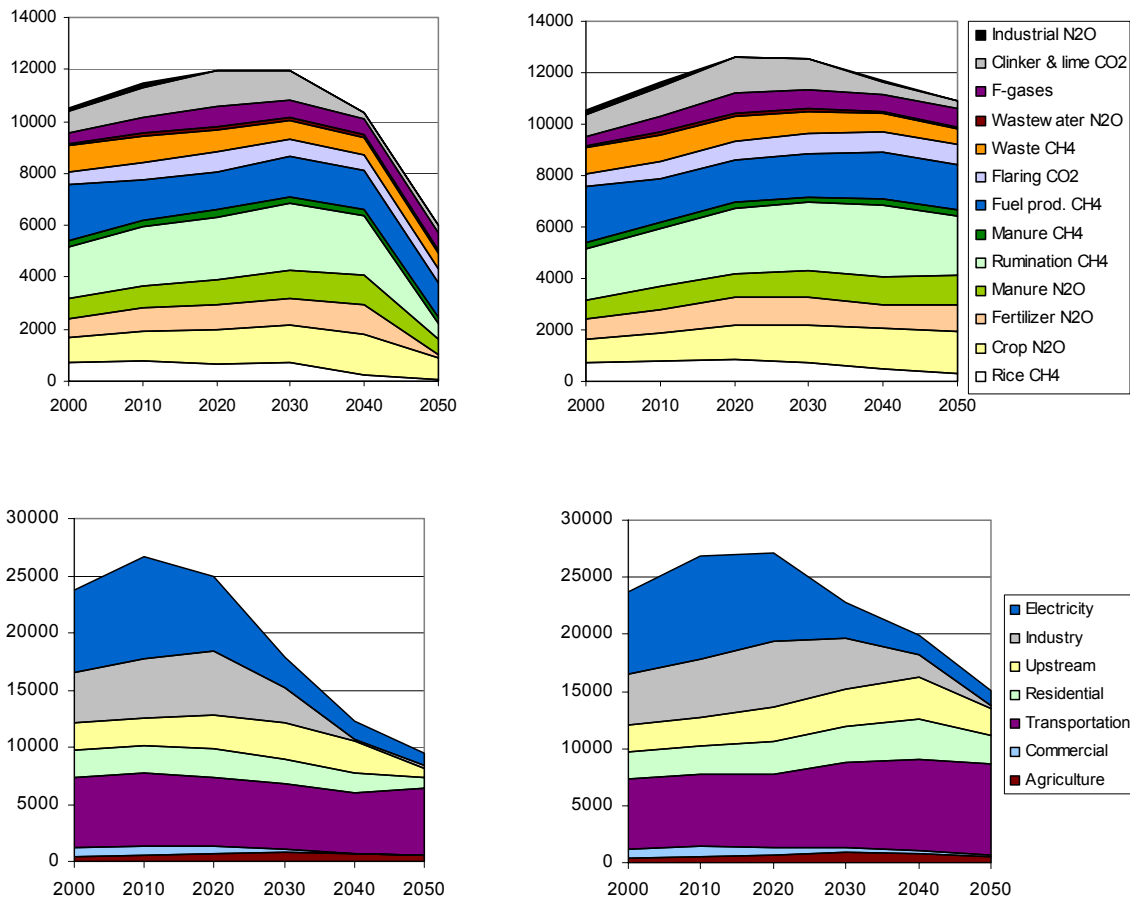 14000
12000
10000
8000
6000
4000
2000
0
2000 2010 2020 2030 2040 2050
14000
12000
10000
8000
6000
4000
2000
0
2000 2010 2020 2030 2040 2050
Industrial N2O
Clinker & lime CO2
F-gases
Wastewater N2O
Waste CH4
Flaring CO2
Fuel prod. CH4
Manure CH4
Rumination CH4
Manure N2O
Fertilizer N2O
Crop N2O
Rice CH4
30000
25000
20000
15000
10000
5000
0
2000 2010 2020 2030 2040 2050
30000
25000
20000
15000
10000
5000
0
2000 2010 2020 2030 2040 2050
Electricity
Industry
Upstream
Residential
Transportation
Commercial
Agriculture